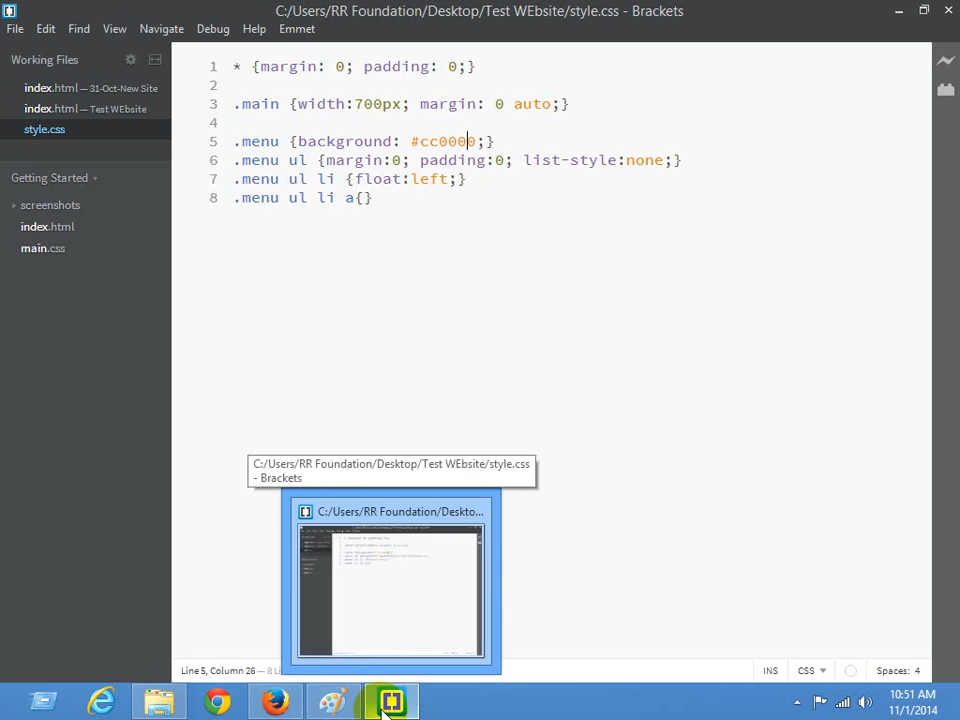 C:/Users/RR Foundation/Desktop/Test WEbsite/style.css - Brackets
File Edit Find View Navigate Debug Help Emmet
Working Files
index.html — 31-Oct-New Site
index.html — Test WEbsite
style.css
Getting Started
screenshots
index.html
main.css
1 * {margin: 0; padding: 0;}
2
3 .main {width:700px; margin: 0 auto;}
4
5 .menu {background: #cc0000;}
6 .menu ul {margin:0; padding:0; list-style:none;}
7 .menu ul li {float:left;}
8 .menu ul li a{}
C:/Users/RR Foundation/Desktop/Test WEbsite/style.css
- Brackets
C:/Users/RR Foundation/Deskto...
Line 5, Column 26 — 8 Li
INS CSS Spaces: 4
10:51 AM
11/1/2014